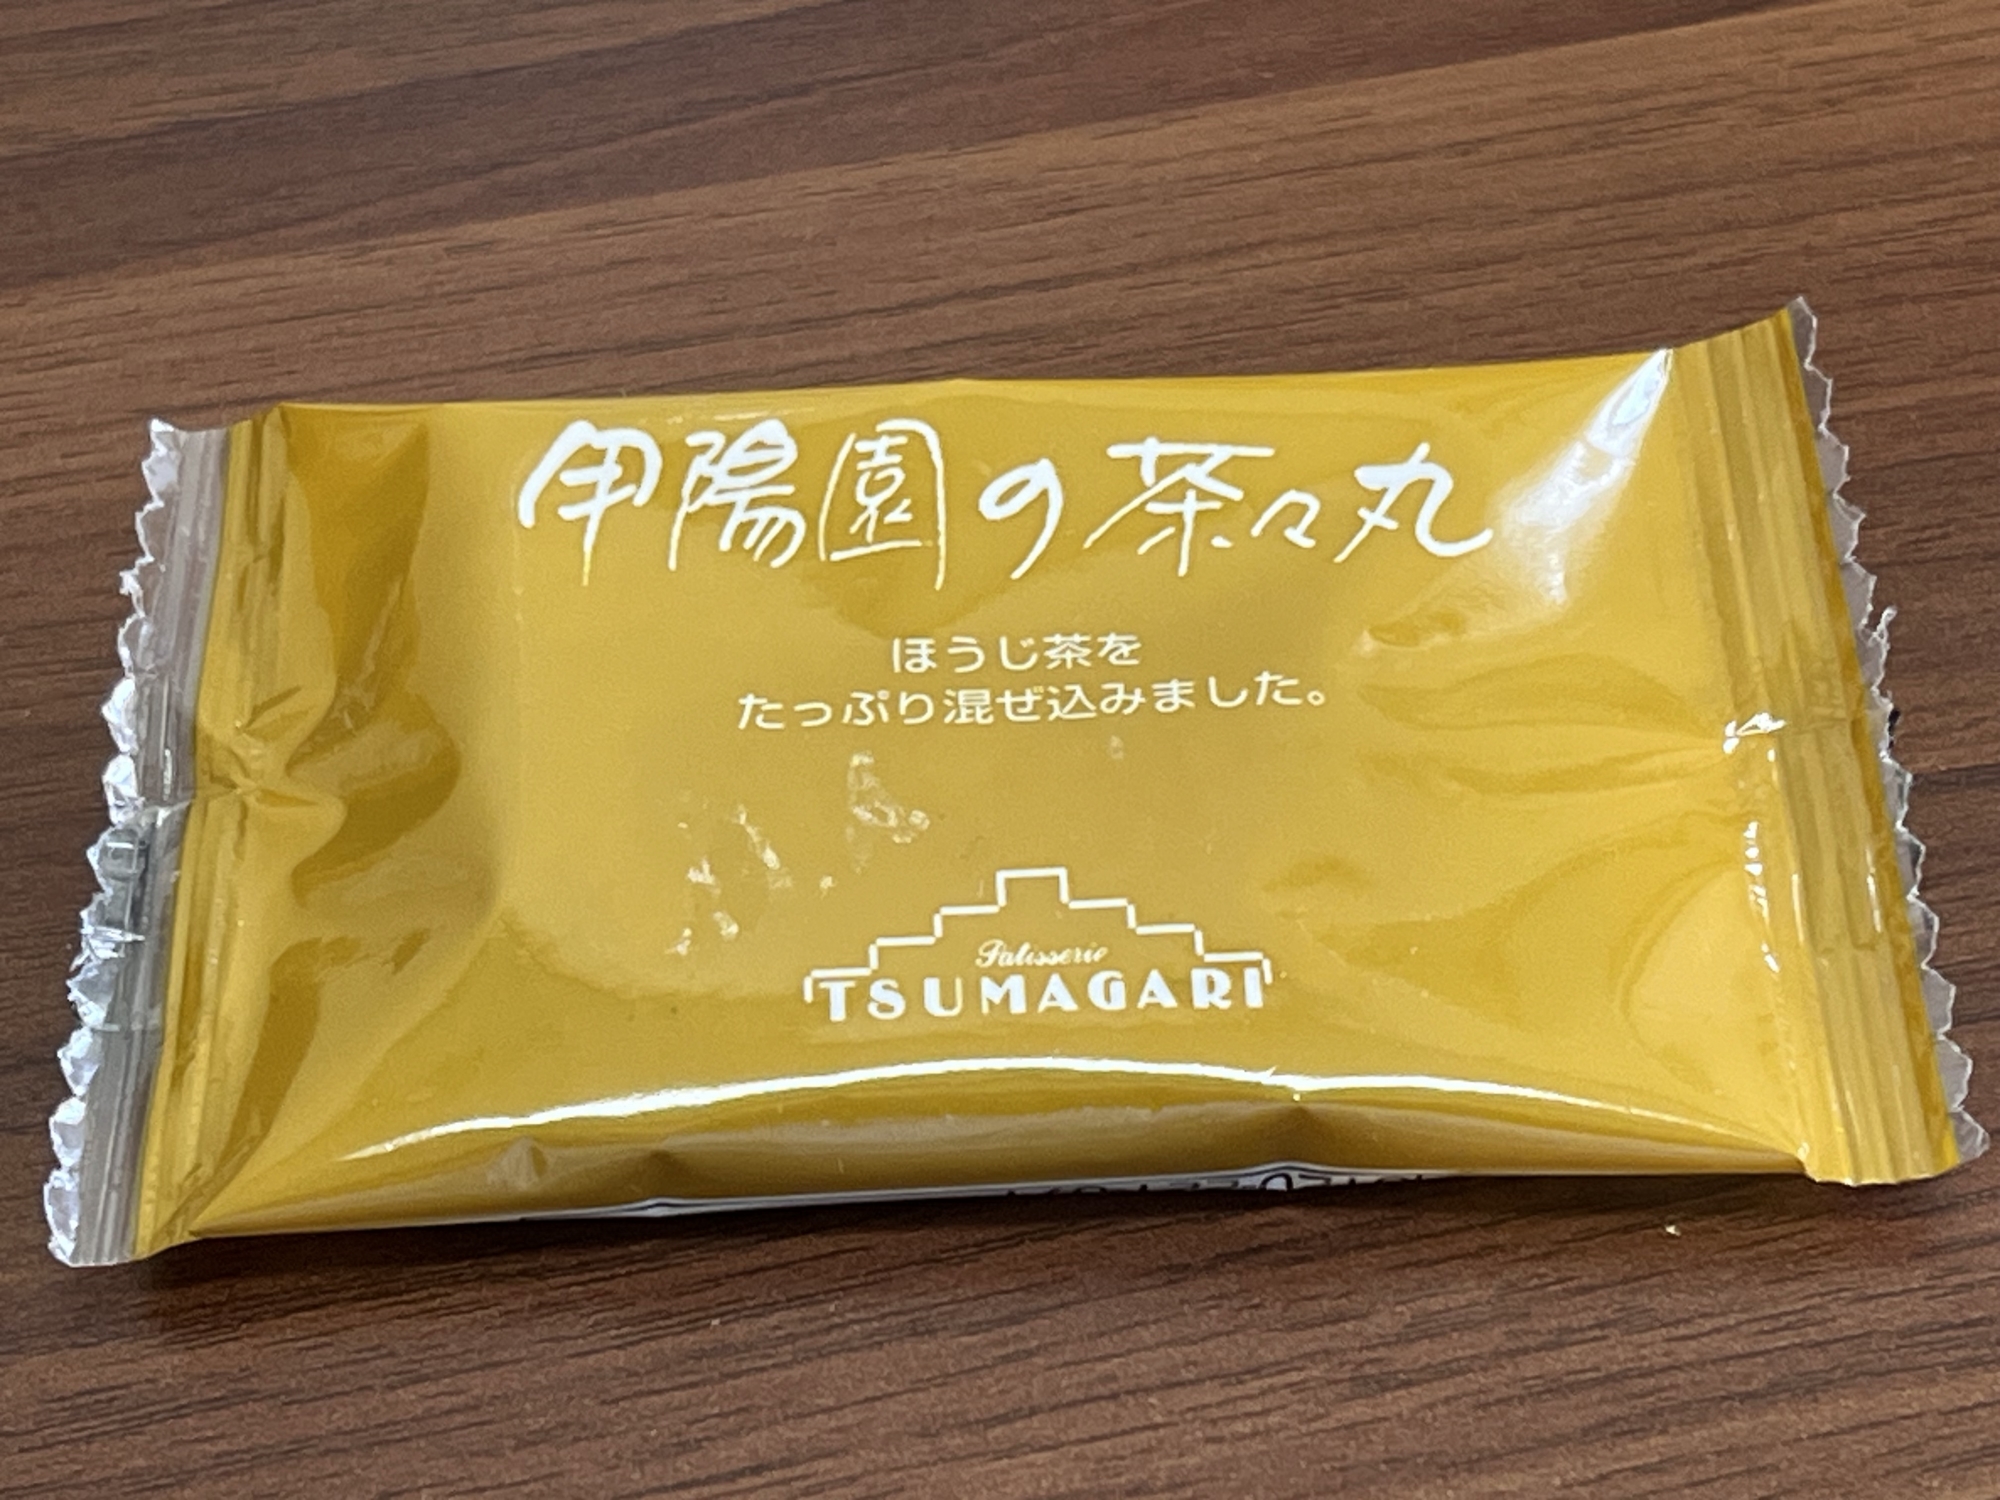 甲陽園の茶々丸
ほうじ茶を
たっぷり混ぜ込みました。
Patisserie
TSUMAGARI